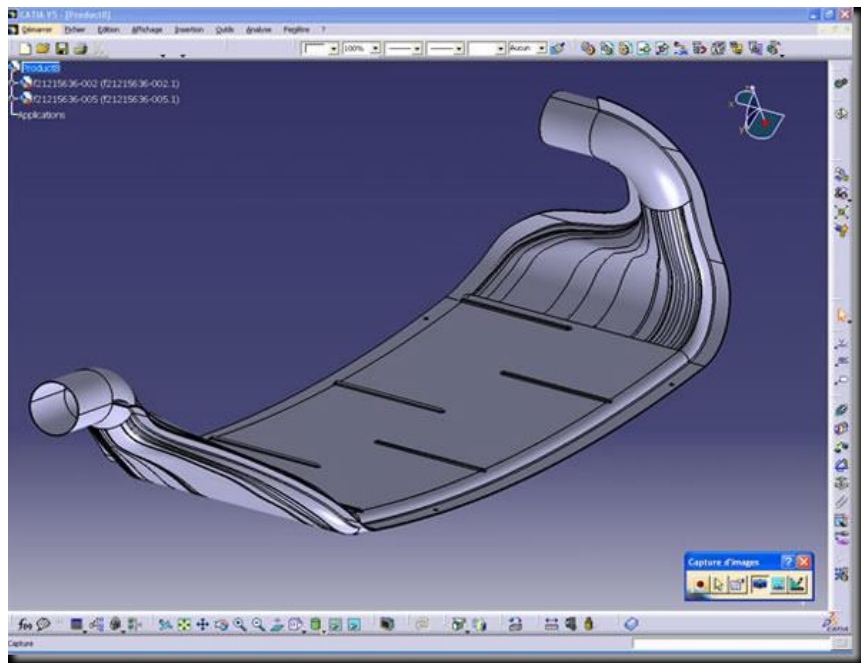 CATIA V5 - [Product8]
Démarrer Fichier Edition Affichage Insertion Outils Analyse Fenêtre ?
100% Aucun
Product8
f21215636-002 (f21215636-002.1)
f21215636-005 (f21215636-005.1)
Applications
x
y
Capture d'images
Capture
CATIA